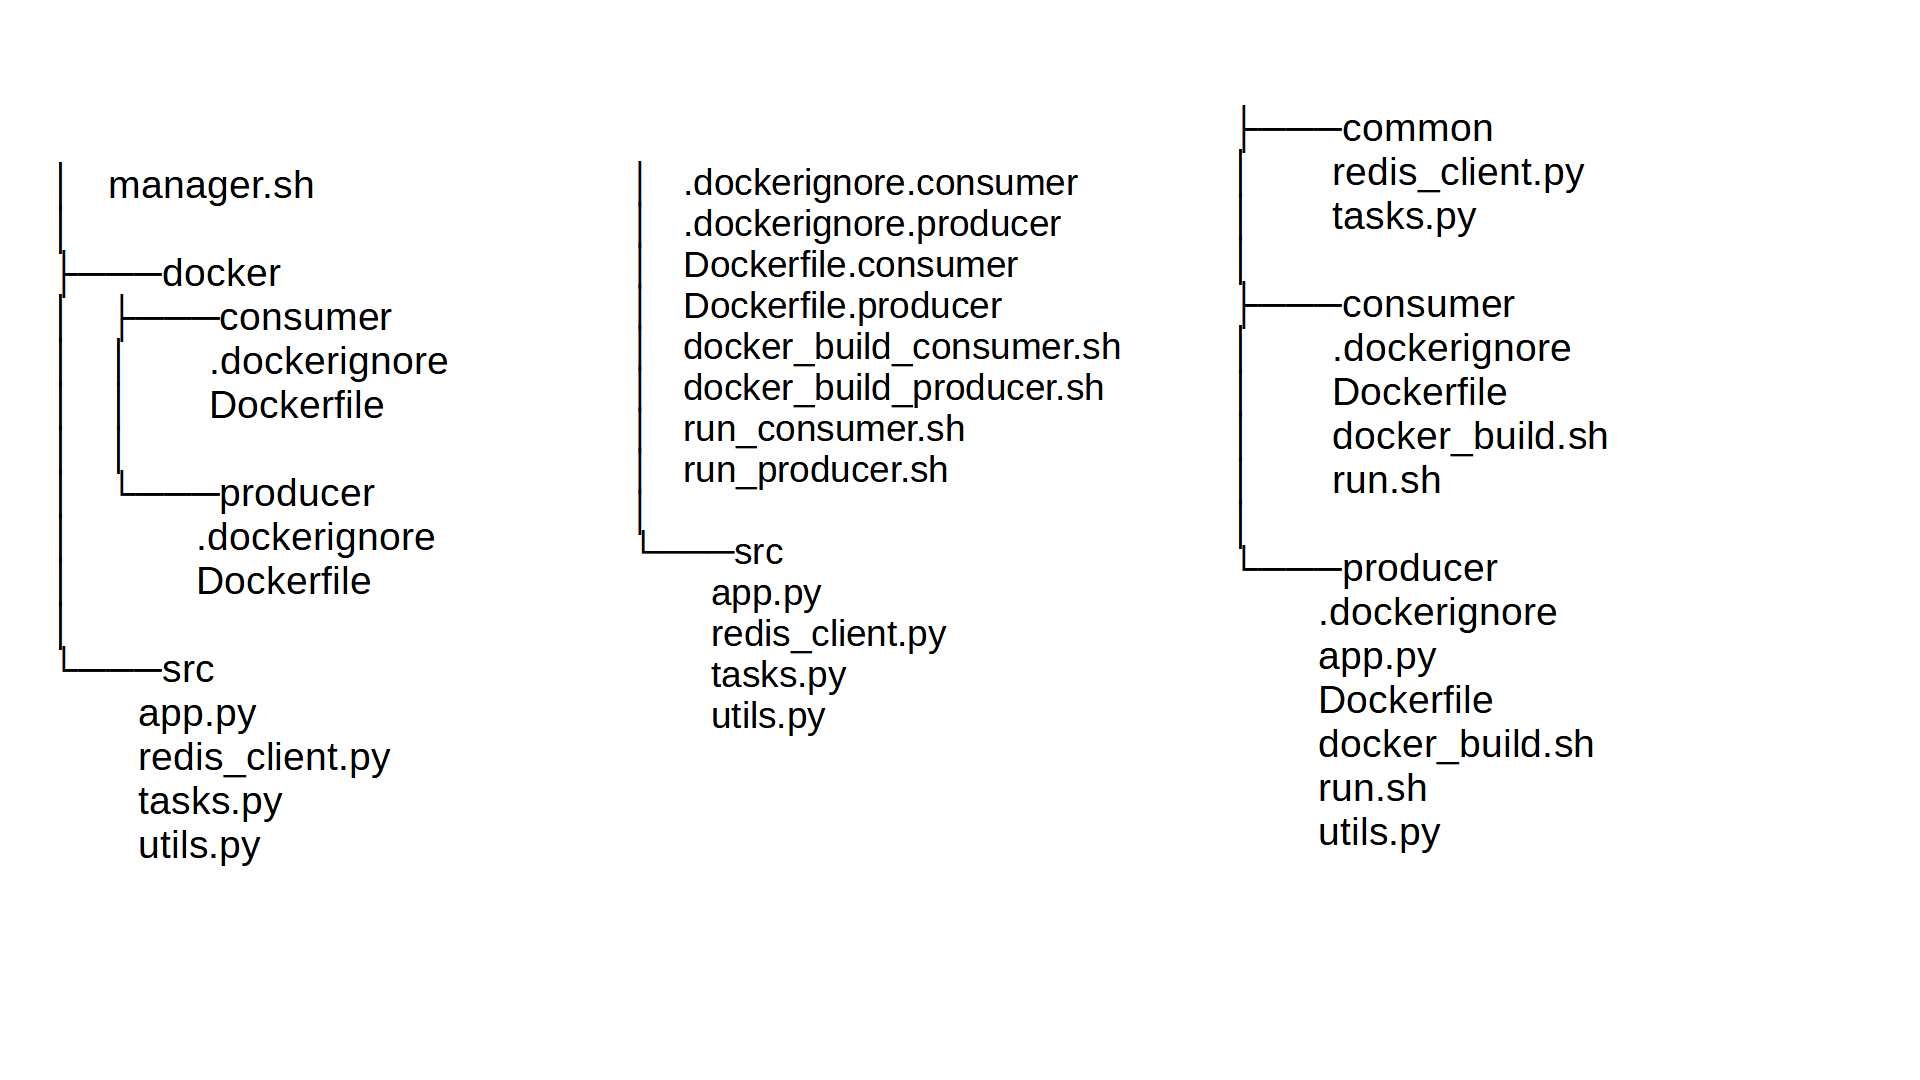 manager.sh
docker
consumer
.dockerignore
Dockerfile
producer
.dockerignore
Dockerfile
src
app.py
redis_client.py
tasks.py
utils.py
.dockerignore.consumer
.dockerignore.producer
Dockerfile.consumer
Dockerfile.producer
docker_build_consumer.sh
docker_build_producer.sh
run_consumer.sh
run_producer.sh
src
app.py
redis_client.py
tasks.py
utils.py
common
redis_client.py
tasks.py
consumer
.dockerignore
Dockerfile
docker_build.sh
run.sh
producer
.dockerignore
app.py
Dockerfile
docker_build.sh
run.sh
utils.py